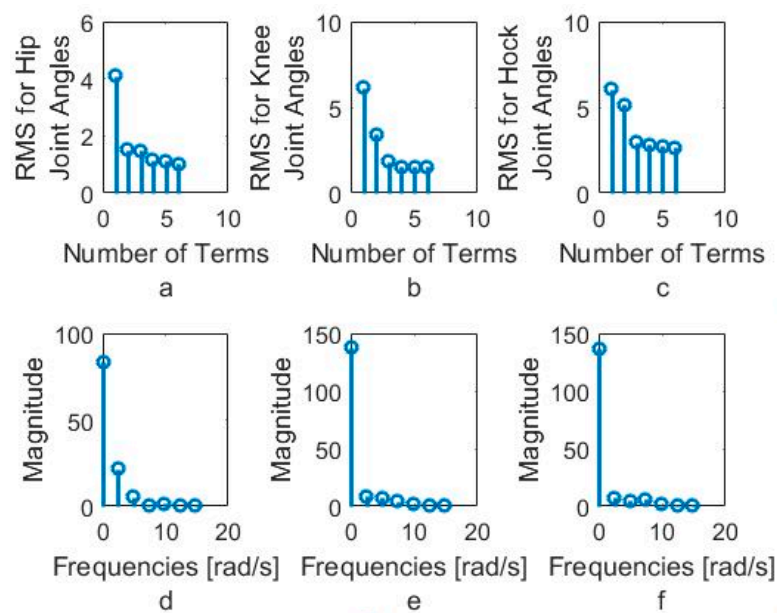 RMS for Hip
Joint Angles
6
4
2
0
0
10
Number of Terms
a
RMS for Knee
Joint Angles
10
5
0
0
10
Number of Terms
b
RMS for Hock
Joint Angles
10
5
0
0
10
Number of Terms
c
Magnitude
100
50
0
0
10
20
Frequencies [rad/s]
d
Magnitude
150
100
50
0
0
10
20
Frequencies [rad/s]
e
Magnitude
150
100
50
0
0
10
20
Frequencies [rad/s]
f